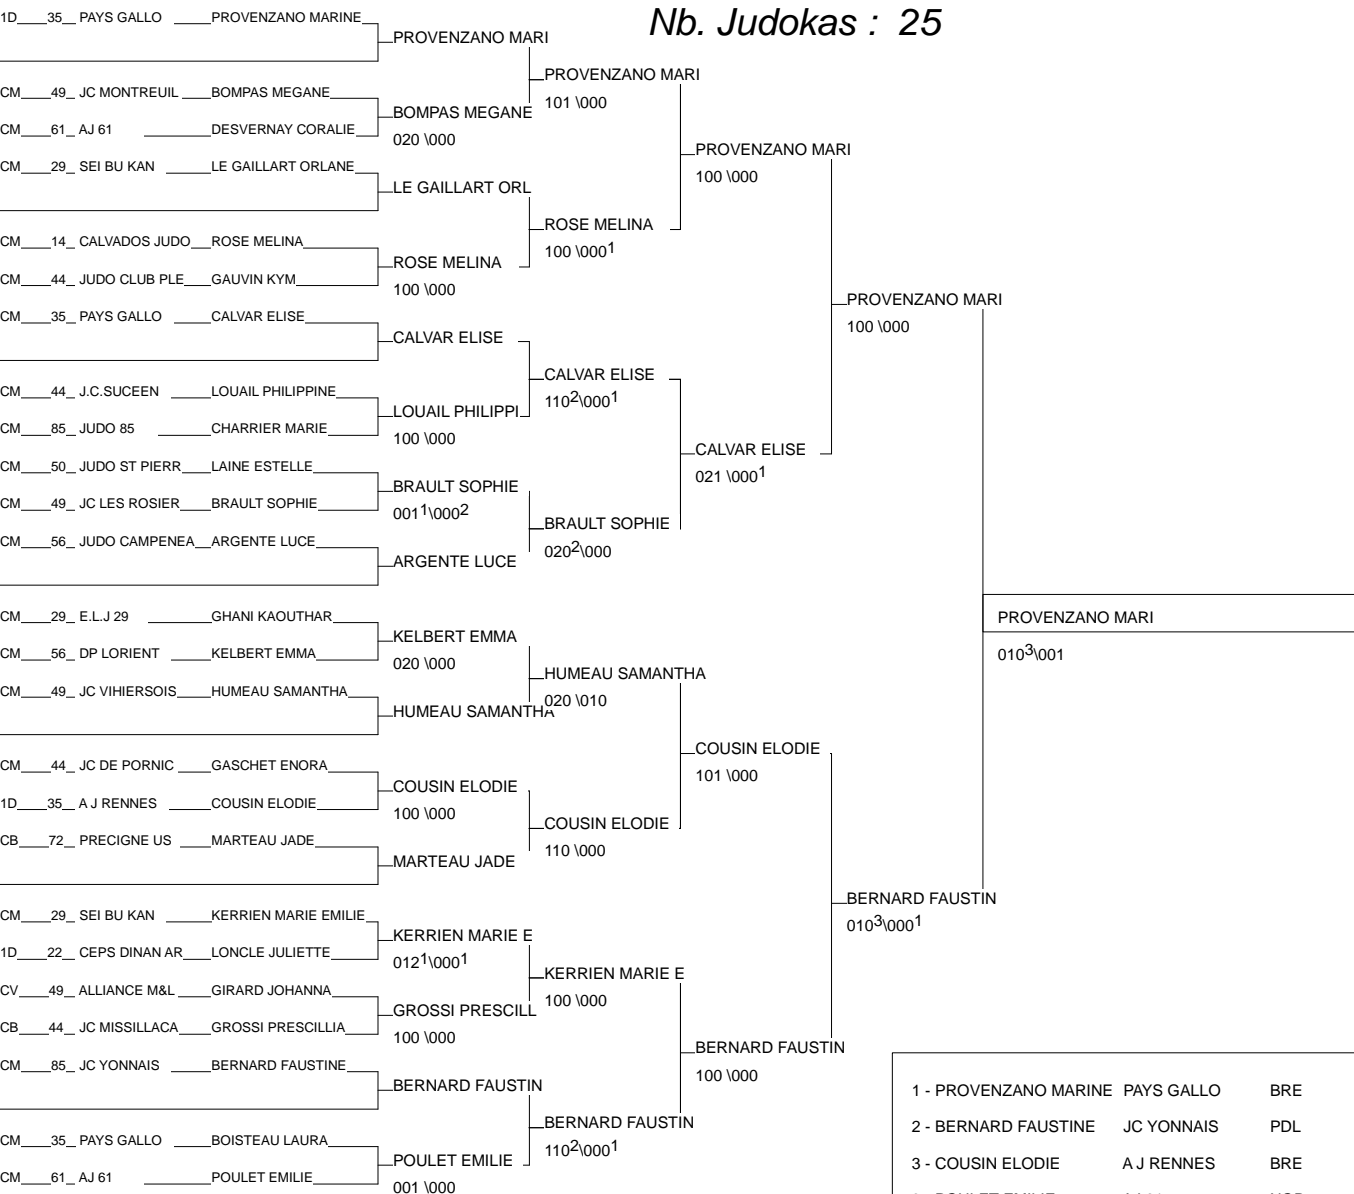 Nb. Judokas : 25
1D 35 PAYS GALLO PROVENZANO MARINE
CM 49 JC MONTREUIL BOMPAS MEGANE
CM 61 AJ 61 DESVERNAY CORALIE
CM 29 SEI BU KAN LE GAILLART ORLANE
CM 14 CALVADOS JUDO ROSE MELINA
CM 44 JUDO CLUB PLE GAUVIN KYM
CM 35 PAYS GALLO CALVAR ELISE
CM 44 J.C.SUCEEN LOUAIL PHILIPPINE
CM 85 JUDO 85 CHARRIER MARIE
CM 50 JUDO ST PIERR LAINE ESTELLE
CM 49 JC LES ROSIER BRAULT SOPHIE
CM 56 JUDO CAMPENEA ARGENTE LUCE
CM 29 E.L.J 29 GHANI KAOUTHAR
CM 56 DP LORIENT KELBERT EMMA
CM 49 JC VIHIERSOIS HUMEAU SAMANTHA
CM 44 JC DE PORNIC GASCHET ENORA
1D 35 A J RENNES COUSIN ELODIE
CB 72 PRECIGNE US MARTEAU JADE
CM 29 SEI BU KAN KERRIEN MARIE EMILIE
1D 22 CEPS DINAN AR LONCLE JULIETTE
CV 49 ALLIANCE M&L GIRARD JOHANNA
CB 44 JC MISSILLACA GROSSI PRESCILLIA
CM 85 JC YONNAIS BERNARD FAUSTINE
CM 35 PAYS GALLO BOISTEAU LAURA
CM 61 AJ 61 POULET EMILIE
PROVENZANO MARI
BOMPAS MEGANE
020 \000
LE GAILLART ORL
ROSE MELINA
100 \000
CALVAR ELISE
LOUAIL PHILIPPI
100 \000
BRAULT SOPHIE
001¹\000²
ARGENTE LUCE
KELBERT EMMA
020 \000
HUMEAU SAMANTHA
COUSIN ELODIE
100 \000
MARTEAU JADE
KERRIEN MARIE E
012¹\000¹
GROSSI PRESCILL
100 \000
BERNARD FAUSTIN
POULET EMILIE
001 \000
PROVENZANO MARI
101 \000
ROSE MELINA
100 \000¹
CALVAR ELISE
110²\000¹
BRAULT SOPHIE
020²\000
HUMEAU SAMANTHA
020 \010
COUSIN ELODIE
110 \000
KERRIEN MARIE E
100 \000
BERNARD FAUSTIN
110²\000¹
PROVENZANO MARI
100 \000
CALVAR ELISE
021 \000¹
COUSIN ELODIE
101 \000
BERNARD FAUSTIN
100 \000
PROVENZANO MARI
100 \000
BERNARD FAUSTIN
010³\000¹
PROVENZANO MARI
010³\001
1 - PROVENZANO MARINE PAYS GALLO BRE
2 - BERNARD FAUSTINE JC YONNAIS PDL
3 - COUSIN ELODIE A J RENNES BRE